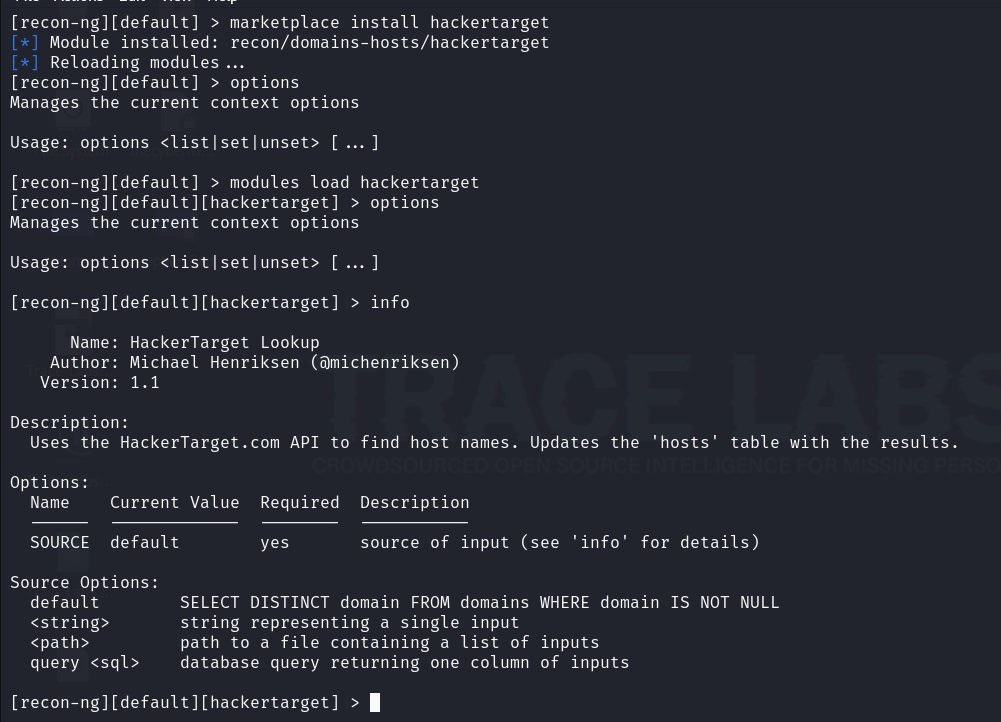 [recon-ng][default] > marketplace install hackertarget
[*] Module installed: recon/domains-hosts/hackertarget
[*] Reloading modules...
[recon-ng][default] > options
Manages the current context options
Usage: options <list|set|unset> [...]
[recon-ng][default] > modules load hackertarget
[recon-ng][default][hackertarget] > options
Manages the current context options
Usage: options <list|set|unset> [...]
[recon-ng][default][hackertarget] > info
Name: HackerTarget Lookup
Author: Michael Henriksen (@michenriksen)
Version: 1.1
TRACE LABS
Description:
Uses the HackerTarget.com API to find host names. Updates the 'hosts' table with the results.
CROWDSOURCED OPEN SOURCE INTELLIGENCE FOR MISSING PERSO
Options:
Name Current Value Required Description
SOURCE default yes source of input (see 'info' for details)
Source Options:
default SELECT DISTINCT domain FROM domains WHERE domain IS NOT NULL
<string> string representing a single input
<path> path to a file containing a list of inputs
query <sql> database query returning one column of inputs
[recon-ng][default][hackertarget] >